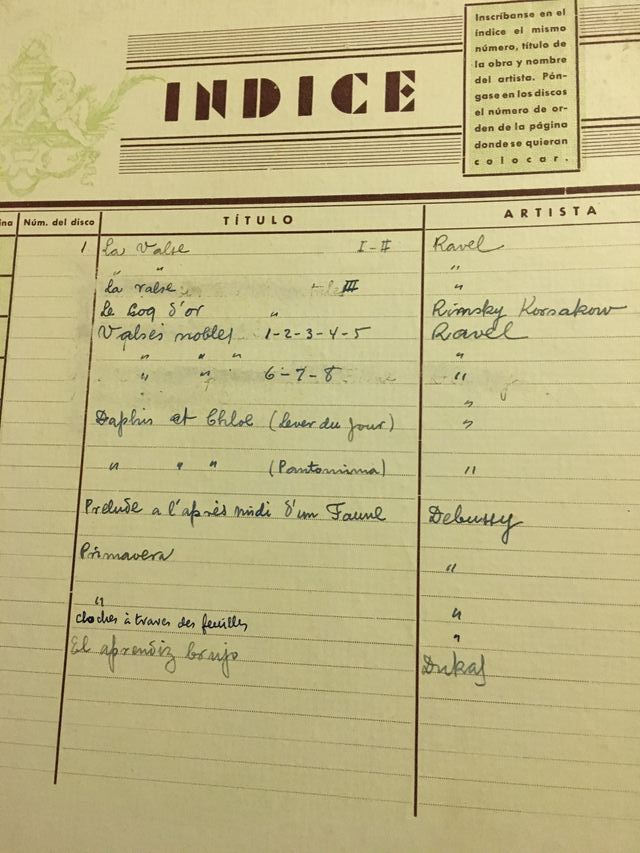 INDICE
Inscríbanse en el
índice el mismo
número, título de
la obra y nombre
del artista. Pón-
gase en los discos
el número de or-
den de la página
donde se quieran
colocar.
ina Núm. del disco TÍTULO ARTISTA
1 La Valse I-II Ravel
" " "
La valse III "
Le Coq d'or " Rimsky Korsakow
Valses nobles 1-2-3-4-5 Ravel
" " " "
" " 6-7-8 "
"
Daphis et Chloe (Lever du jour) "
" " " (Pantomima) "
Prelude a l'après midi d'un Faune Debussy
Primavera "
" "
cloches à travers des feuilles "
El aprendiz brujo Dukas